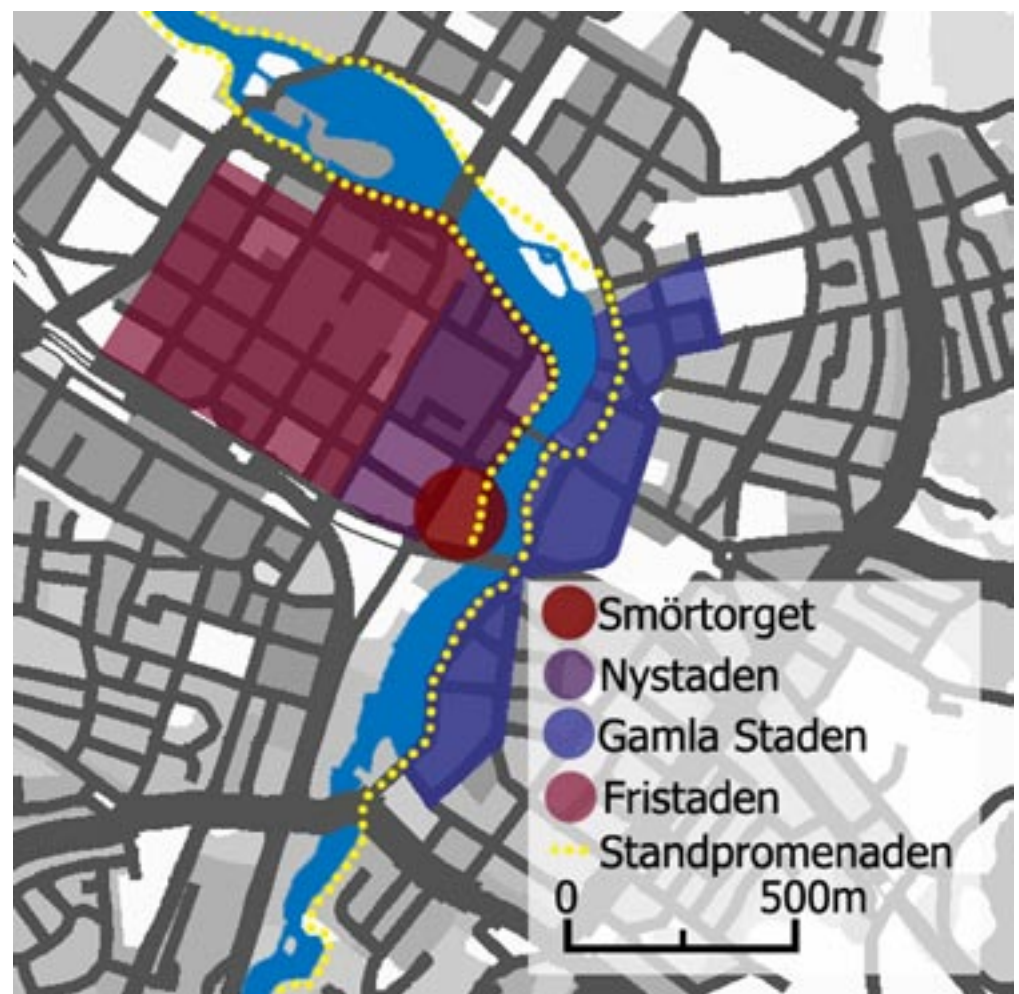 Smörtorget
Nystaden
Gamla Staden
Fristaden
Standpromenaden
0 500m